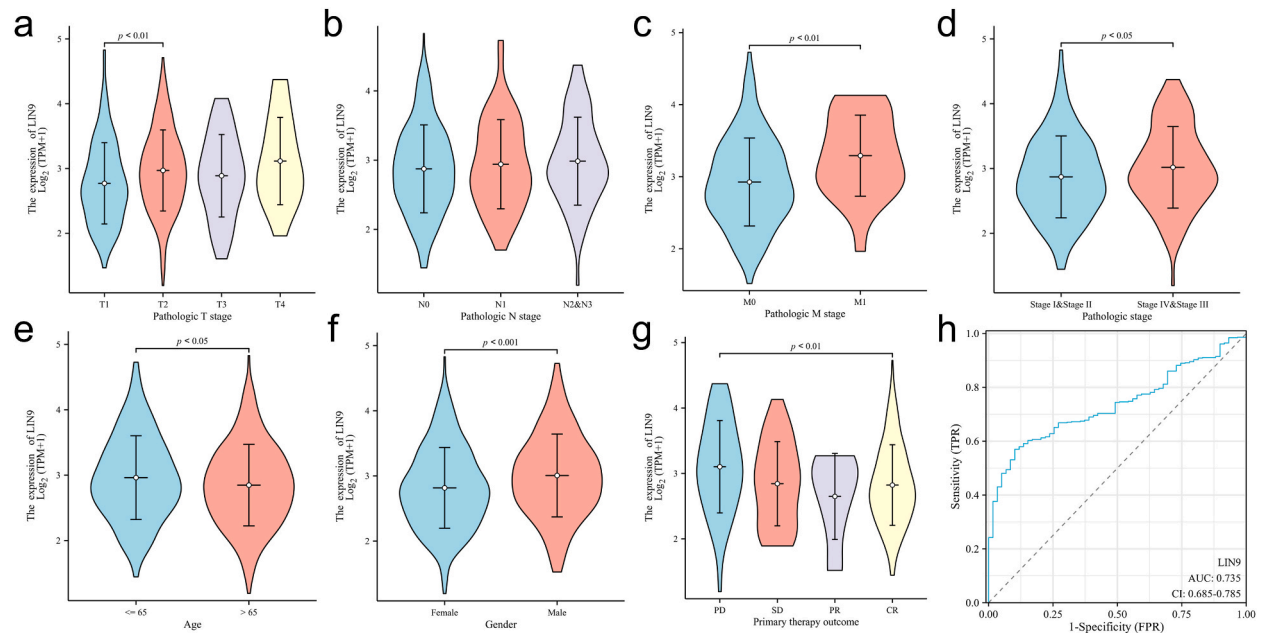 a
The expression of LIN9
Log2 (TPM+1)
5
4
3
2
p < 0.01
T1 T2 T3 T4
Pathologic T stage
b
The expression of LIN9
Log2 (TPM+1)
5
4
3
2
N0 N1 N2&N3
Pathologic N stage
c
The expression of LIN9
Log2 (TPM+1)
5
4
3
2
p < 0.01
M0 M1
Pathologic M stage
d
The expression of LIN9
Log2 (TPM+1)
5
4
3
2
p < 0.05
Stage I&Stage II Stage IV&Stage III
Pathologic stage
e
The expression of LIN9
Log2 (TPM+1)
5
4
3
2
p < 0.05
<= 65 > 65
Age
f
The expression of LIN9
Log2 (TPM+1)
5
4
3
2
p < 0.001
Female Male
Gender
g
The expression of LIN9
Log2 (TPM+1)
5
4
3
2
p < 0.01
PD SD PR CR
Primary therapy outcome
h
Sensitivity (TPR)
1.0
0.8
0.6
0.4
0.2
0.0
LIN9
AUC: 0.735
CI: 0.685-0.785
0.00 0.25 0.50 0.75 1.00
1-Specificity (FPR)